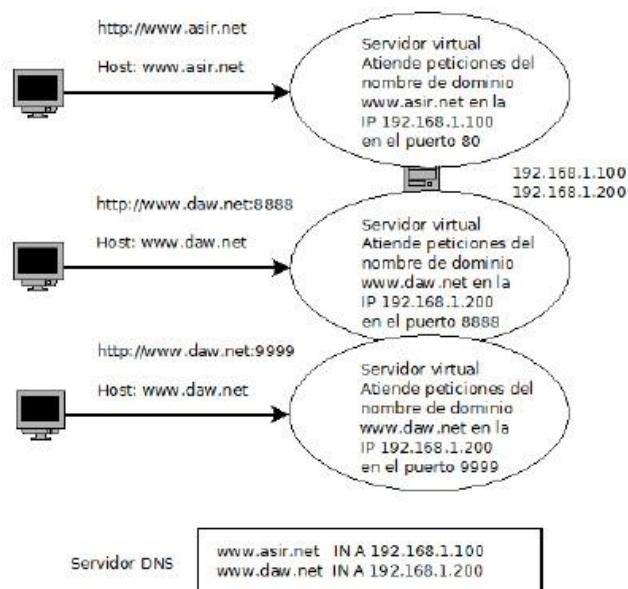 http://www.asir.net
Host: www.asir.net
Servidor virtual
Atiende peticiones del
nombre de dominio
www.asir.net en la
IP 192.168.1.100
en el puerto 80
192.168.1.100
192.168.1.200
http://www.daw.net:8888
Host: www.daw.net
Servidor virtual
Atiende peticiones del
nombre de dominio
www.daw.net en la
IP 192.168.1.200
en el puerto 8888
http://www.daw.net:9999
Host: www.daw.net
Servidor virtual
Atiende peticiones del
nombre de dominio
www.daw.net en la
IP 192.168.1.200
en el puerto 9999
Servidor DNS
www.asir.net IN A 192.168.1.100
www.daw.net IN A 192.168.1.200